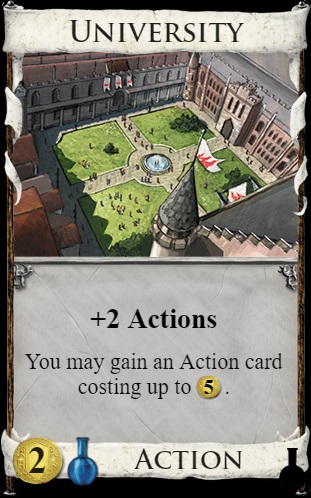 UNIVERSITY
+2 Actions
You may gain an Action card
costing up to 5 .
2 ACTION